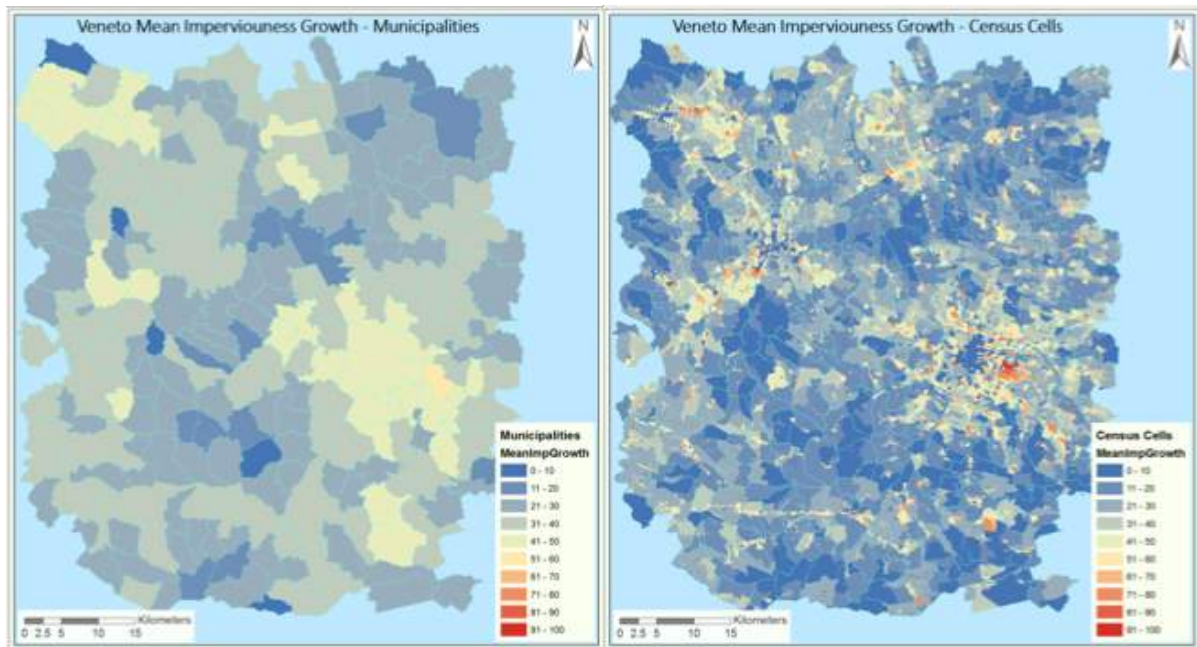 Veneto Mean Imperviouness Growth - Municipalities
N
Municipalities
MeanImpGrowth
0 - 10
11 - 20
21 - 30
31 - 40
41 - 50
51 - 60
61 - 70
71 - 80
81 - 90
91 - 100
Kilometers
0 2.5 5 10 15
Veneto Mean Imperviouness Growth - Census Cells
N
Census Cells
MeanImpGrowth
0 - 10
11 - 20
21 - 30
31 - 40
41 - 50
51 - 60
61 - 70
71 - 80
81 - 90
91 - 100
Kilometers
0 2.5 5 10 15